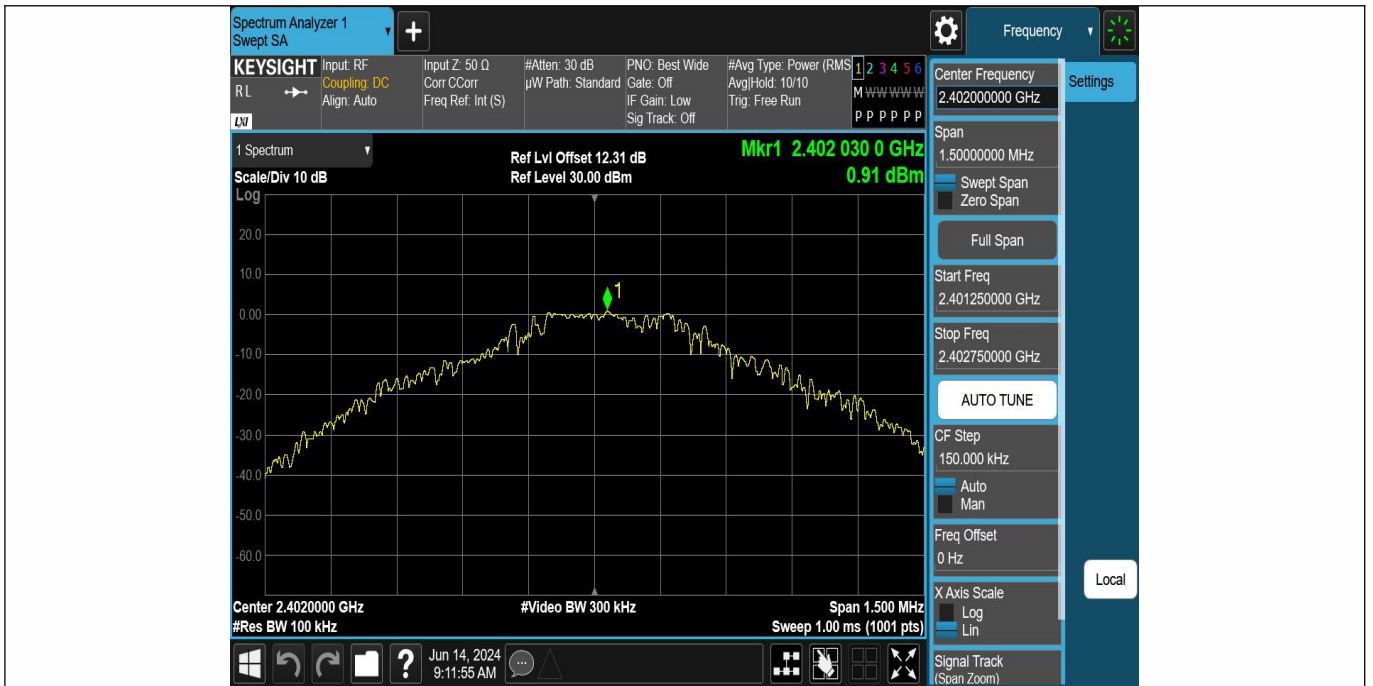 Spectrum Analyzer 1
Swept SA
Frequency
KEYSIGHT
RL
LXI
Input: RF
Coupling: DC
Align: Auto
Input Z: 50 Ω
Corr CCorr
Freq Ref: Int (S)
#Atten: 30 dB
µW Path: Standard
PNO: Best Wide
Gate: Off
IF Gain: Low
Sig Track: Off
#Avg Type: Power (RMS
Avg|Hold: 10/10
Trig: Free Run
1 2 3 4 5 6
M W W W W W
P P P P P P
1 Spectrum
Scale/Div 10 dB
Log
Ref Lvl Offset 12.31 dB
Ref Level 30.00 dBm
Mkr1 2.402 030 0 GHz
0.91 dBm
20.0
10.0
0.00
-10.0
-20.0
-30.0
-40.0
-50.0
-60.0
1
Center 2.4020000 GHz
#Res BW 100 kHz
#Video BW 300 kHz
Span 1.500 MHz
Sweep 1.00 ms (1001 pts)
Center Frequency
2.402000000 GHz
Settings
Span
1.50000000 MHz
Swept Span
Zero Span
Full Span
Start Freq
2.401250000 GHz
Stop Freq
2.402750000 GHz
AUTO TUNE
CF Step
150.000 kHz
Auto
Man
Freq Offset
0 Hz
Local
X Axis Scale
Log
Lin
Signal Track
(Span Zoom)
?
Jun 14, 2024
9:11:55 AM